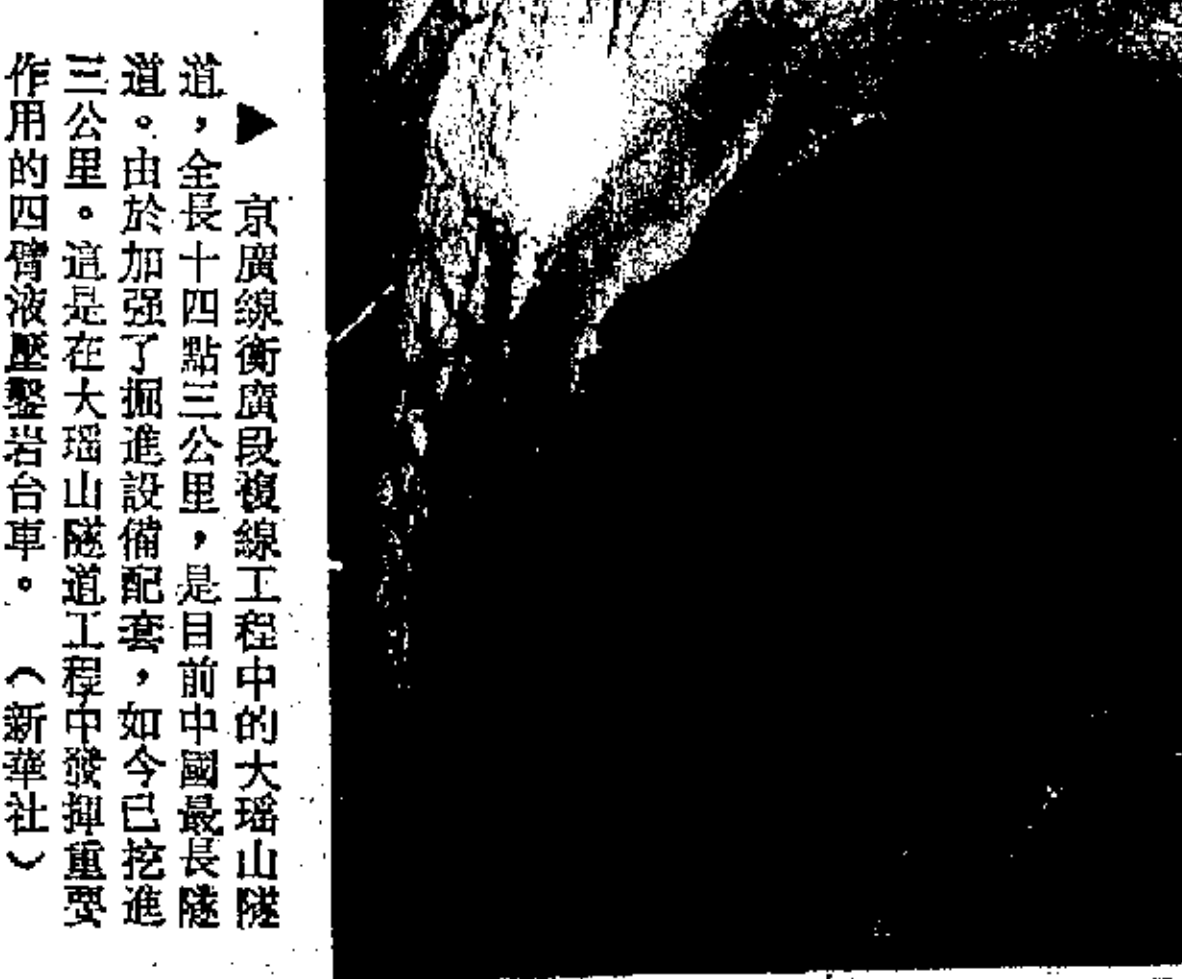 ▶ 京廣線衡廣段複線工程中的大瑶山隧
道，全長十四點三公里，是目前中國最長隧
道。由於加强了掘進設備配套，如今已挖進
三公里。這是在大瑶山隧道工程中發揮重要
作用的四臂液壓鑿岩台車。　（新華社）